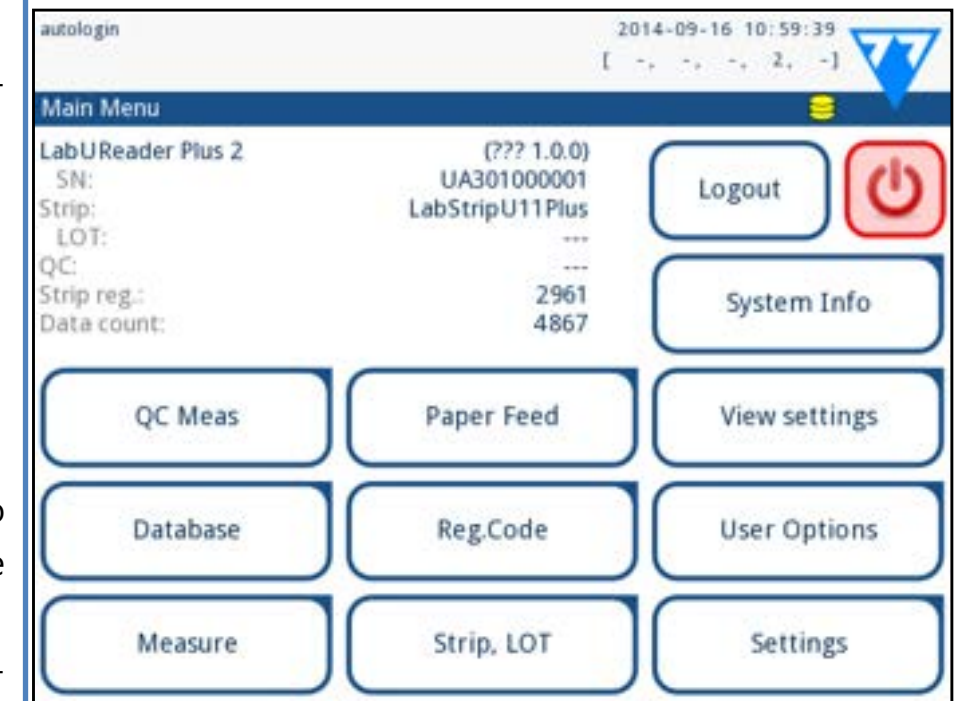 autologin 2014-09-16 10:59:39
[ -, -, -, 2, -]
Main Menu
LabUReader Plus 2 (??? 1.0.0)
SN: UA301000001
Strip: LabStripU11Plus
LOT: ---
QC: ---
Strip reg.: 2961
Data count: 4867
Logout
System Info
QC Meas Paper Feed View settings
Database Reg.Code User Options
Measure Strip, LOT Settings